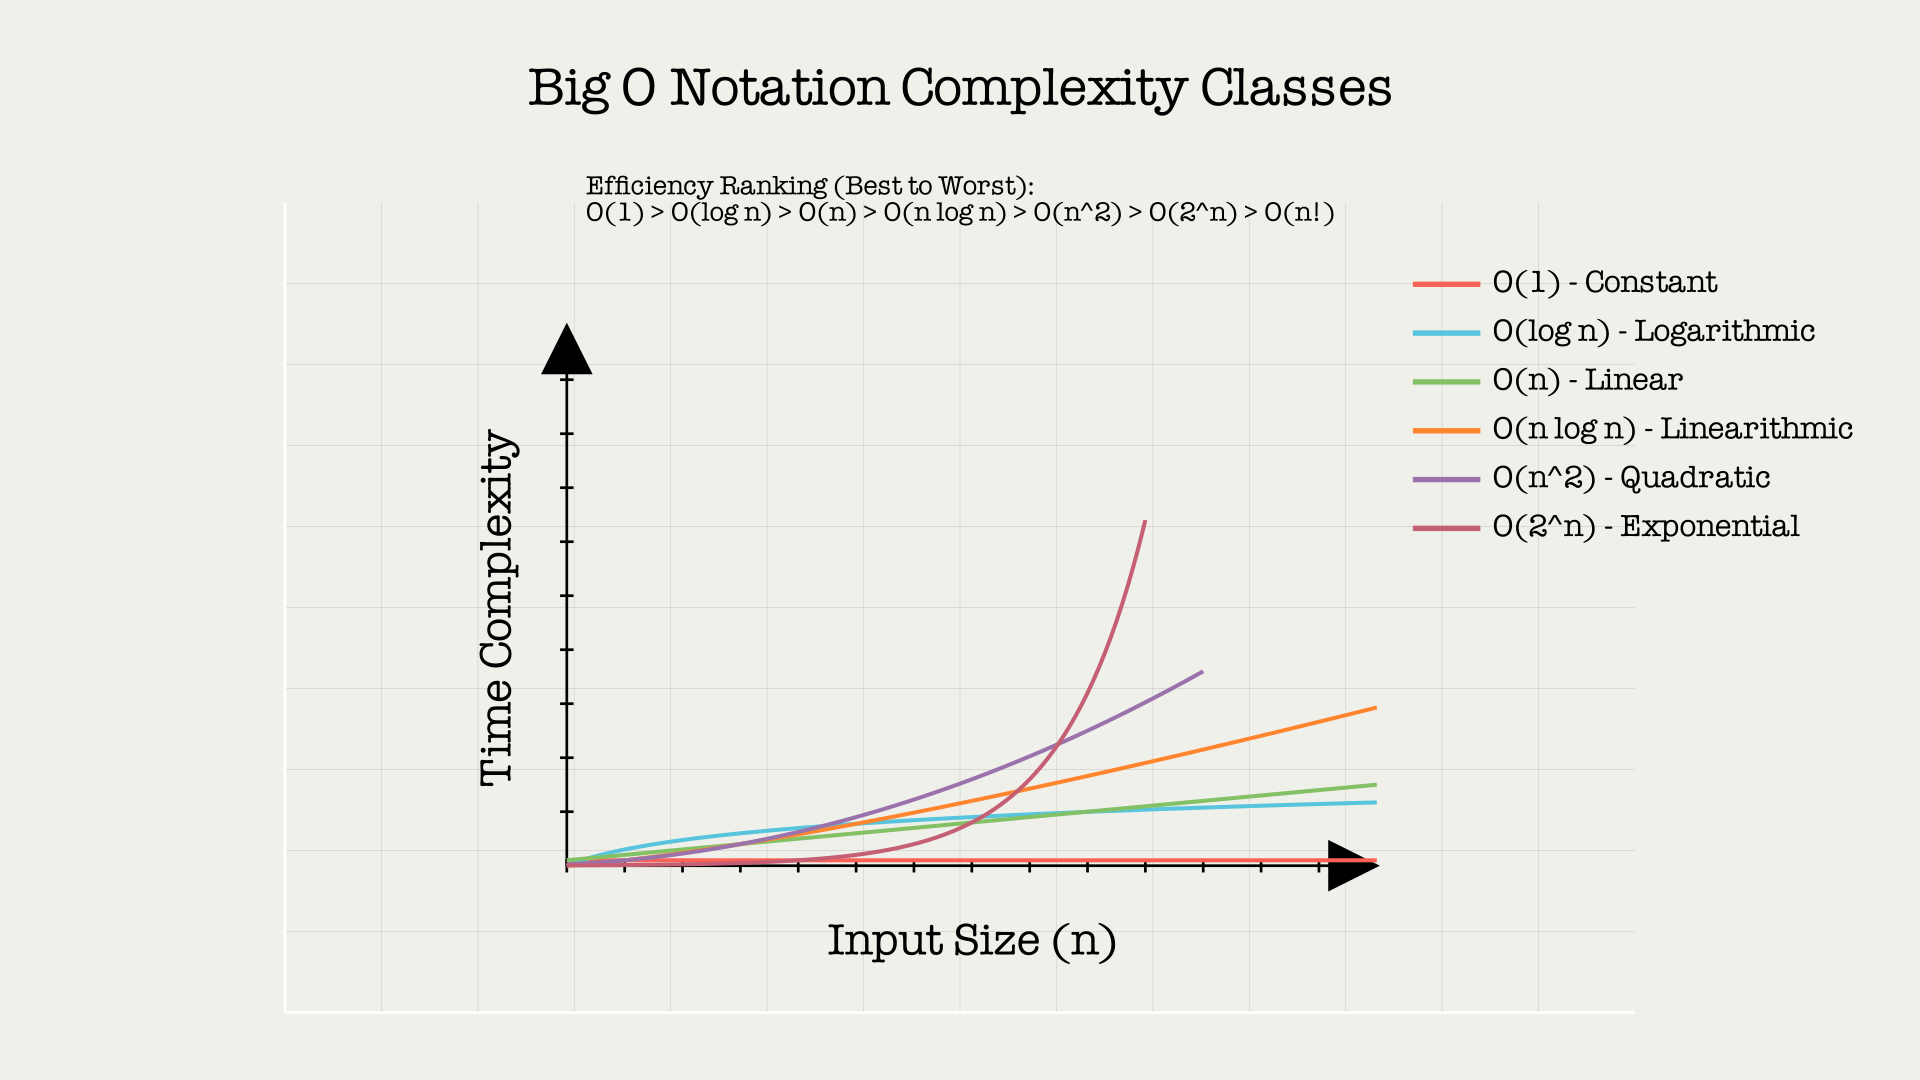 Big O Notation Complexity Classes
Efficiency Ranking (Best to Worst):
O(1) > O(log n) > O(n) > O(n log n) > O(n^2) > O(2^n) > O(n!)
O(1) - Constant
O(log n) - Logarithmic
O(n) - Linear
O(n log n) - Linearithmic
O(n^2) - Quadratic
O(2^n) - Exponential
Time Complexity
Input Size (n)